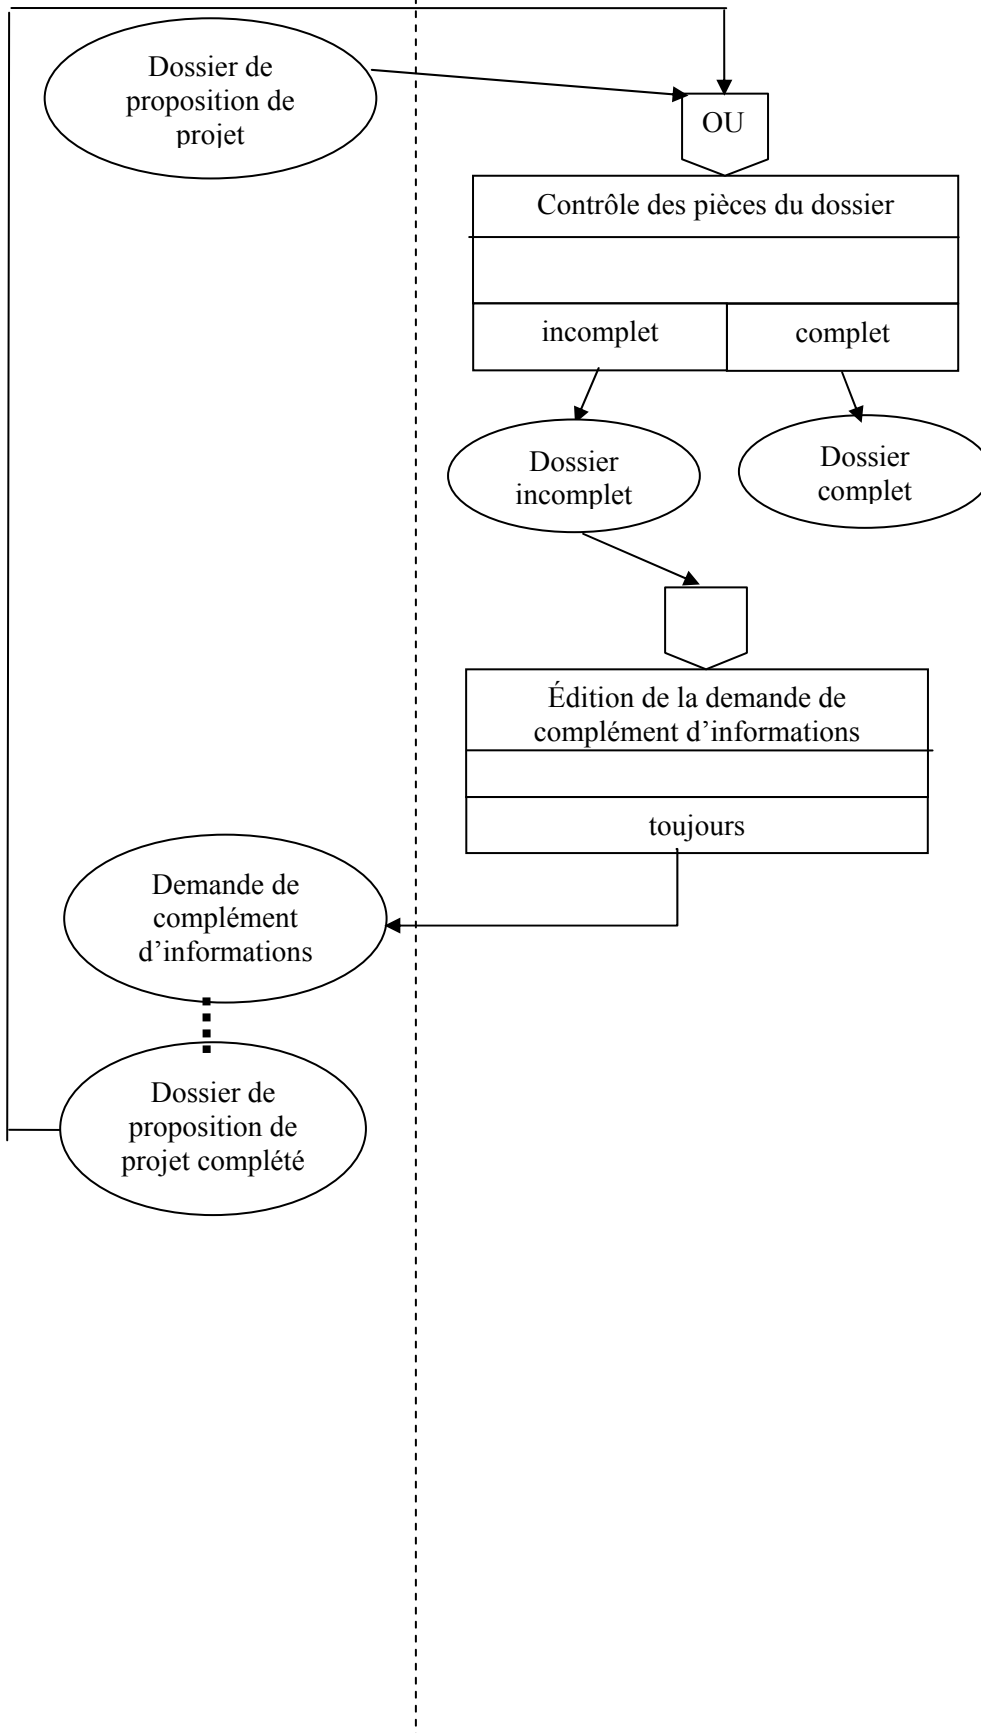 Dossier de
proposition de
projet
OU
Contrôle des pièces du dossier
incomplet
complet
Dossier
incomplet
Dossier
complet
Édition de la demande de
complément d’informations
toujours
Demande de
complément
d’informations
Dossier de
proposition de
projet complété